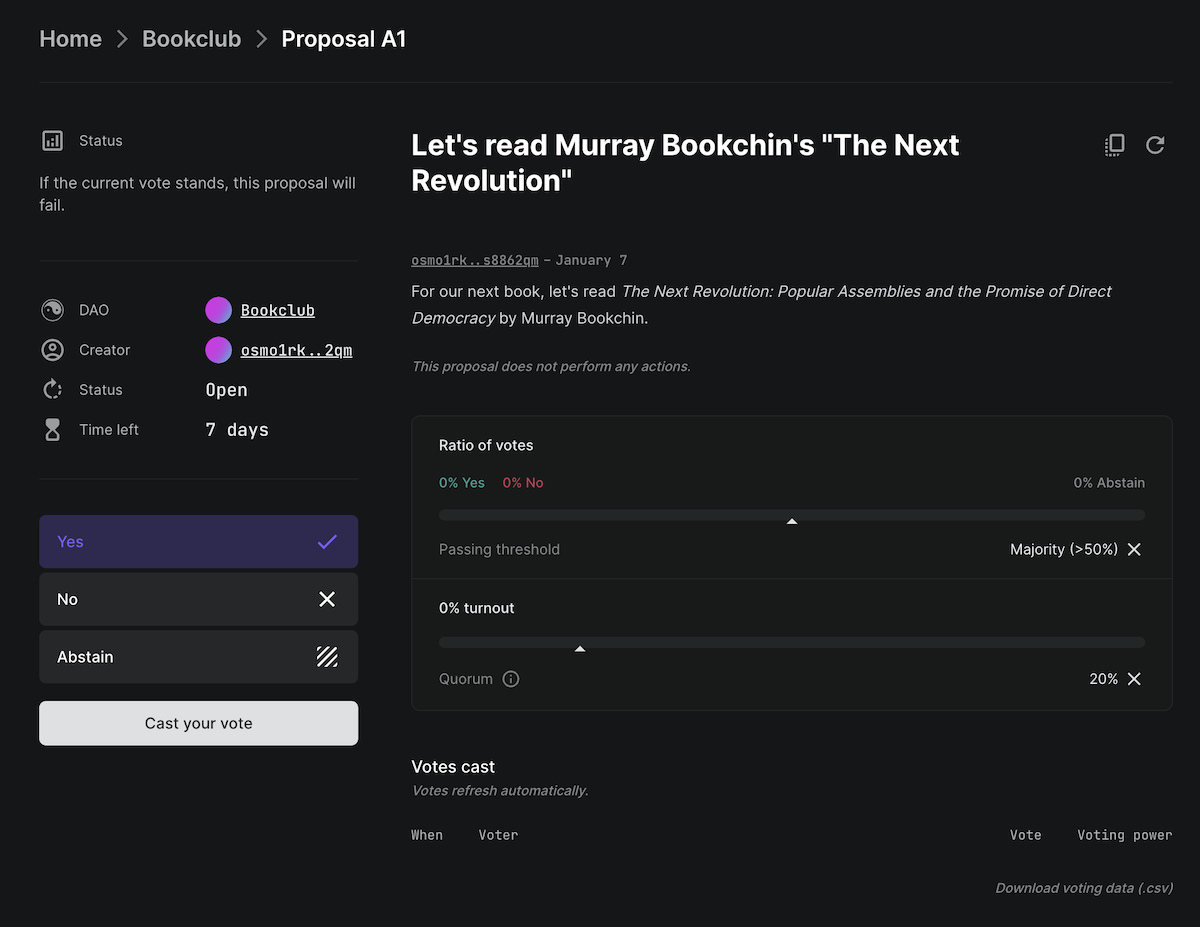 Home > Bookclub > Proposal A1
Status
If the current vote stands, this proposal will
fail.
DAO Bookclub
Creator osmo1rk..2qm
Status Open
Time left 7 days
Yes
No
Abstain
Cast your vote
Let's read Murray Bookchin's "The Next
Revolution"
osmo1rk..s8862qm – January 7
For our next book, let's read The Next Revolution: Popular Assemblies and the Promise of Direct
Democracy by Murray Bookchin.
This proposal does not perform any actions.
Ratio of votes
0% Yes 0% No 0% Abstain
Passing threshold Majority (>50%)
0% turnout
Quorum 20%
Votes cast
Votes refresh automatically.
When Voter Vote Voting power
Download voting data (.csv)